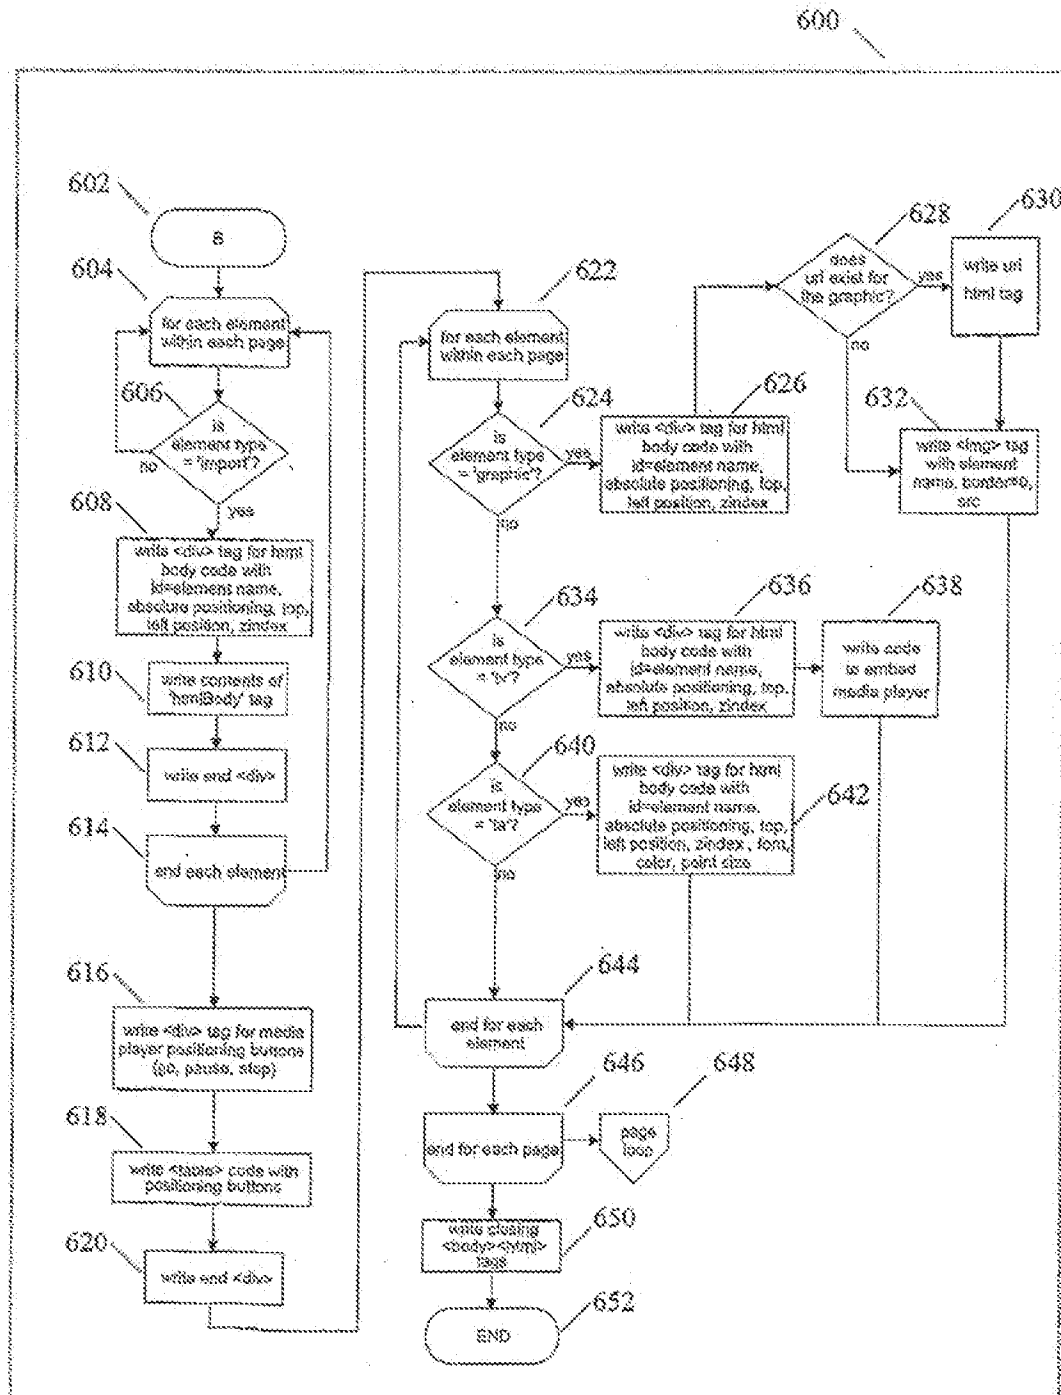 600
602
B
604
for each element
within each page
606
is
element type
= 'import'?
no
yes
608
write <div> tag for html
body code with
id=element name,
absolute positioning, top,
left position, zindex
610
write contents of
'htmlBody' tag
612
write end <div>
614
end each element
616
write <div> tag for media
player positioning buttons
(go, pause, stop)
618
write <table> code with
positioning buttons
620
write end <div>
622
for each element
within each page
624
is
element type
= 'graphic'?
yes
no
626
write <div> tag for html
body code with
id=element name,
absolute positioning, top,
left position, zindex
628
does
url exist for
the graphic?
yes
no
630
write url
html tag
632
write <img> tag
with element
name, border=0,
src
634
is
element type
= 'tv'?
yes
no
636
write <div> tag for html
body code with
id=element name,
absolute positioning, top,
left position, zindex
638
write code
to embed
media player
640
is
element type
= 'ta'?
yes
no
642
write <div> tag for html
body code with
id=element name,
absolute positioning, top,
left position, zindex , font,
color, point size
644
end for each
element
646
end for each page
648
page
loop
650
write closing
<body><html>
tags
652
END